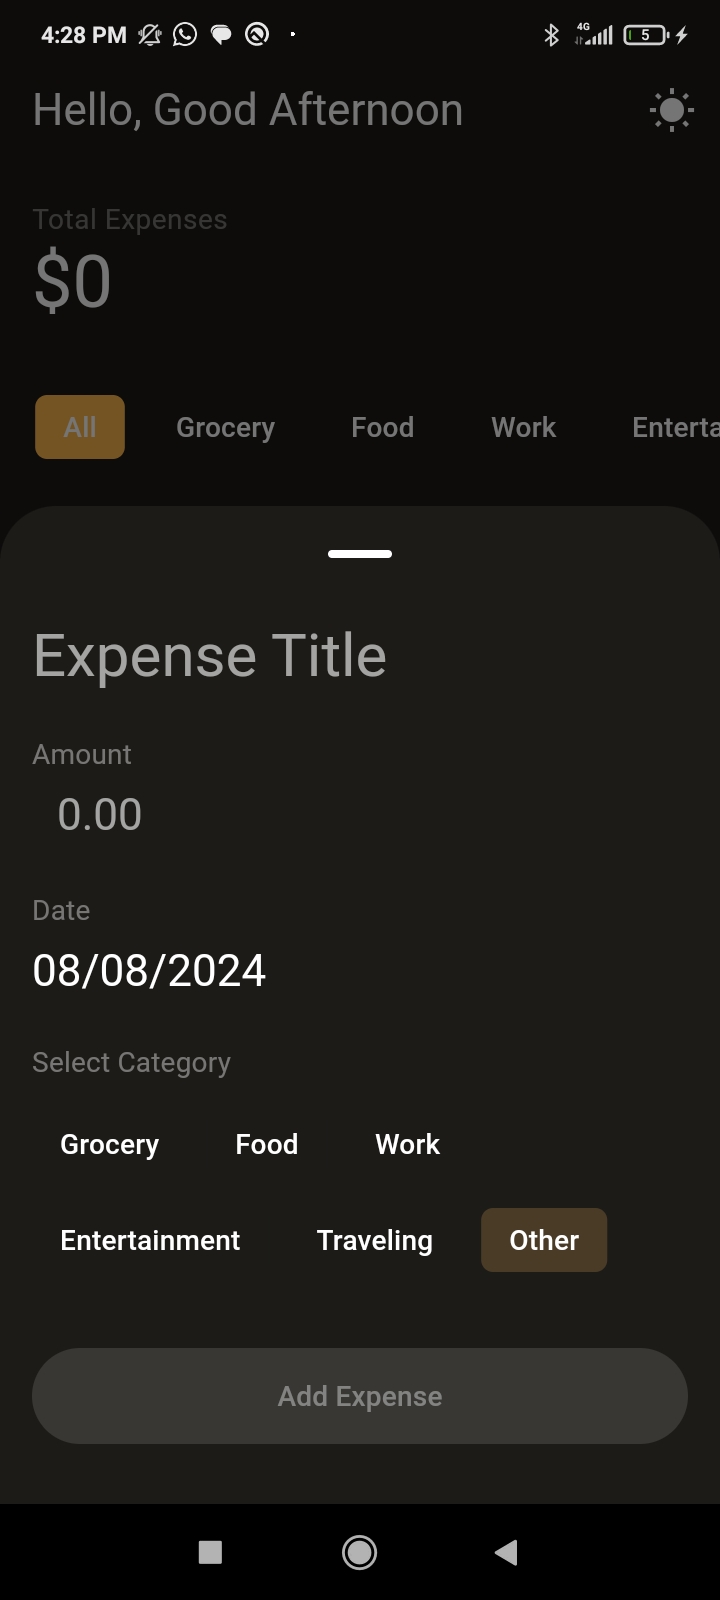 4:28 PM 4G 5
Hello, Good Afternoon
Total Expenses
$0
All Grocery Food Work Enterta
Expense Title
Amount
0.00
Date
08/08/2024
Select Category
Grocery Food Work
Entertainment Traveling Other
Add Expense